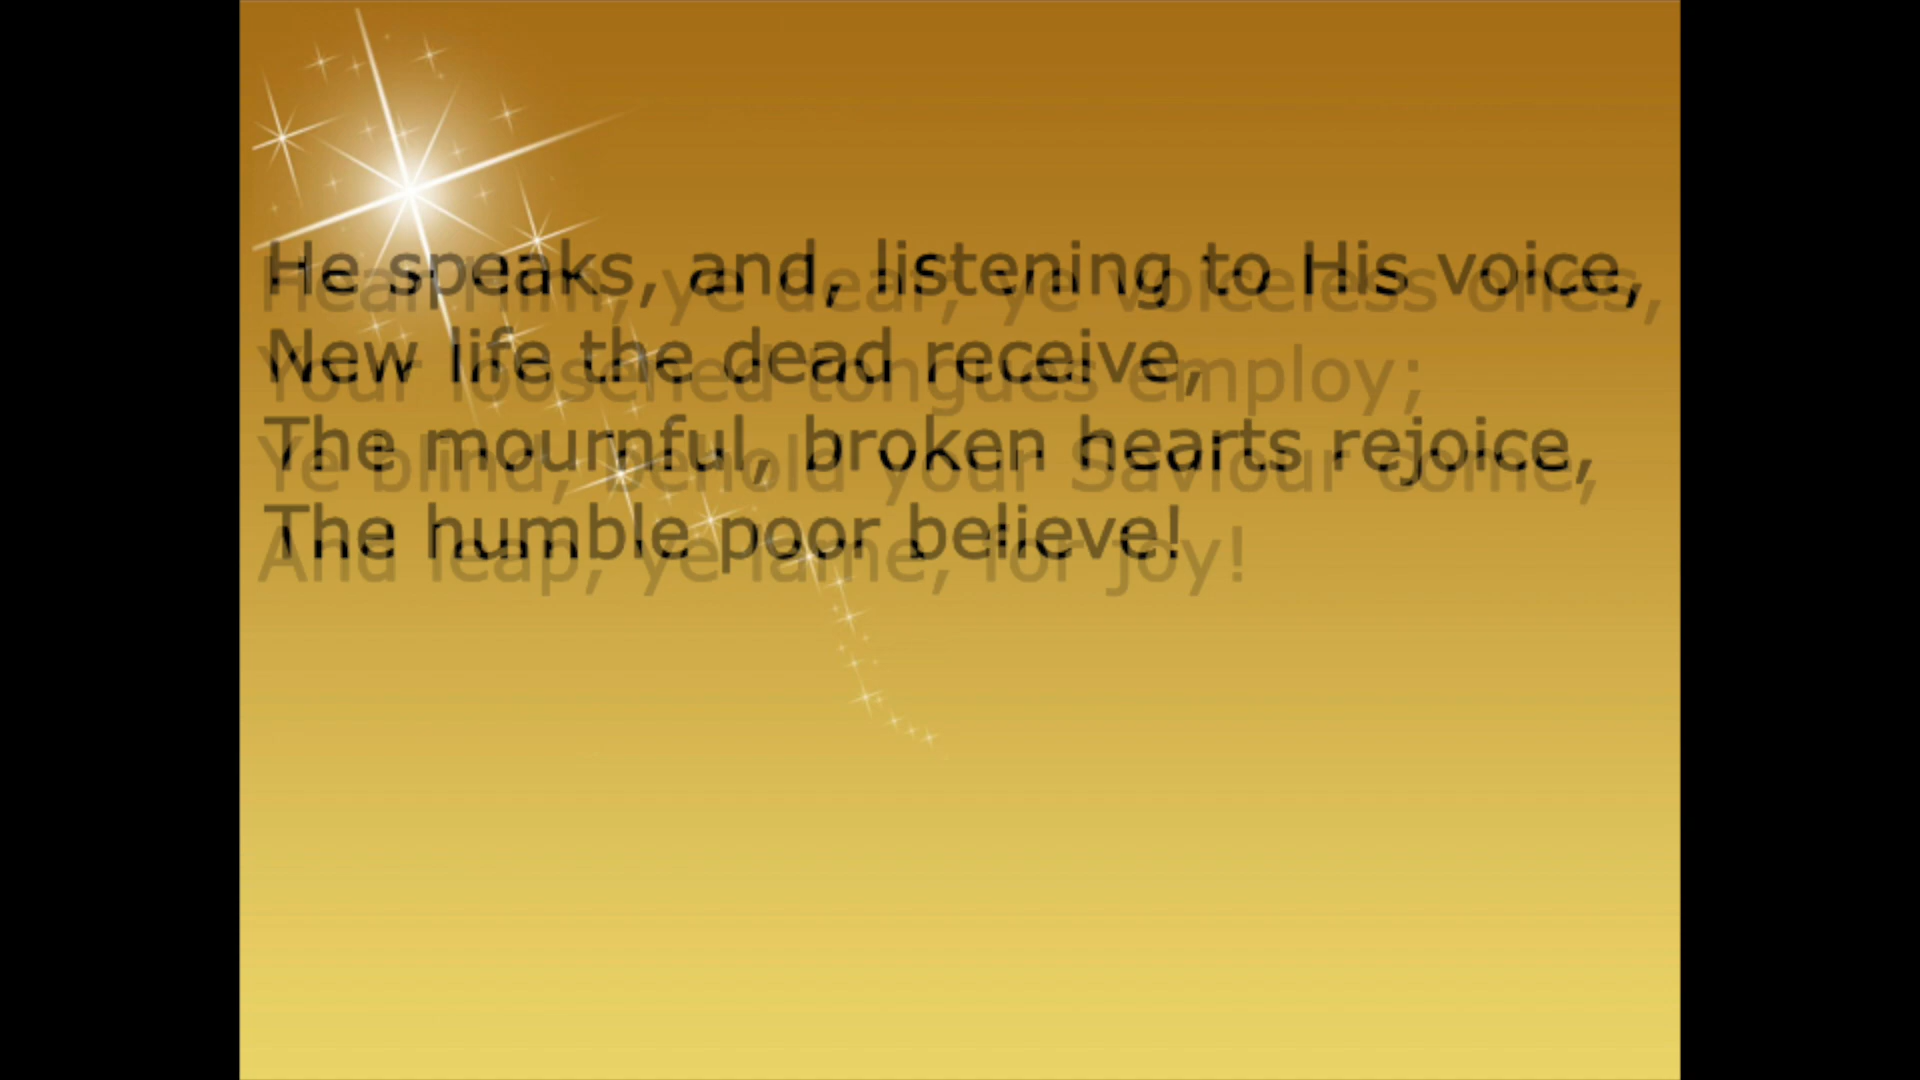 He speaks, and, listening to His voice,
New life the dead receive,
The mournful, broken hearts rejoice,
The humble poor believe!
Hear Him, ye deaf, ye voiceless ones,
Your loosened tongues employ;
Ye blind, behold your Saviour come,
And leap, ye lame, for joy!